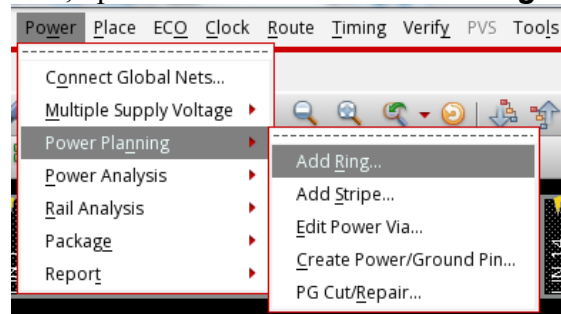 Power Place ECO Clock Route Timing Verify PVS Tools
Connect Global Nets...
Multiple Supply Voltage
Power Planning
Power Analysis
Rail Analysis
Package
Report
Add Ring...
Add Stripe...
Edit Power Via...
Create Power/Ground Pin...
PG Cut/Repair...